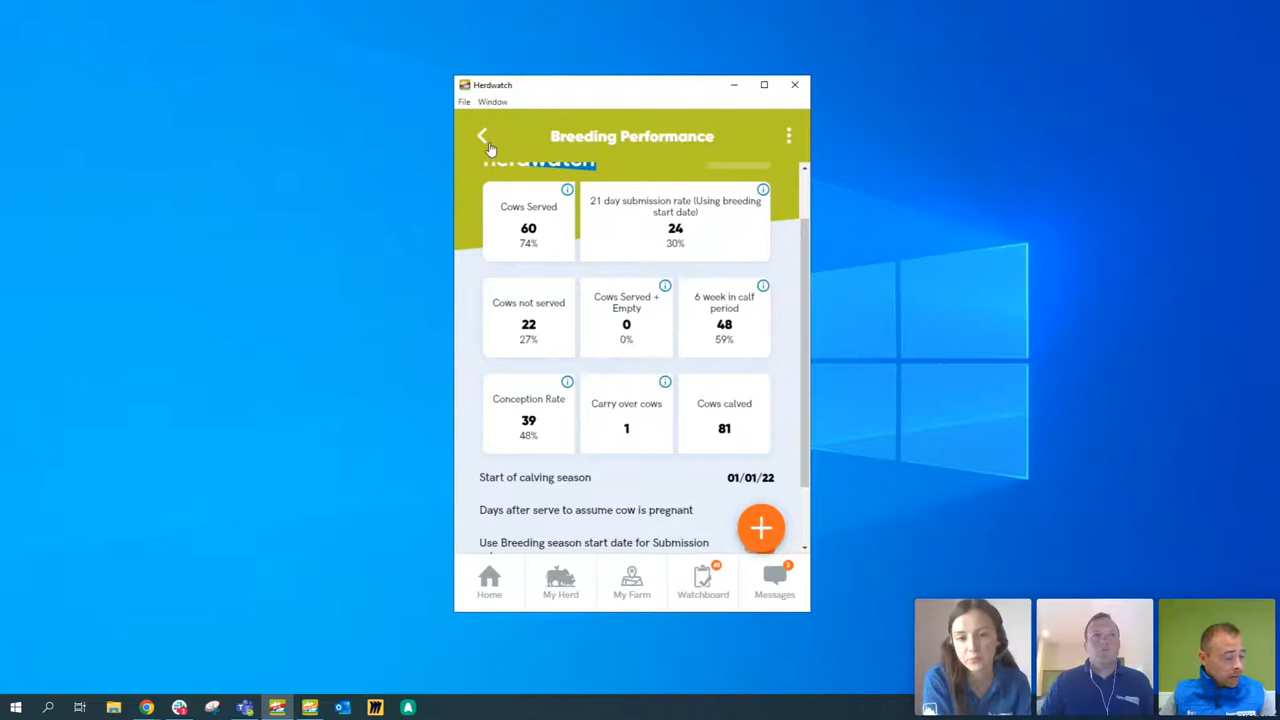 Herdwatch
File Window
Breeding Performance
herdwatch
Cows Served
60
74%
21 day submission rate (Using breeding
start date)
24
30%
Cows not served
22
27%
Cows Served +
Empty
0
0%
6 week in calf
period
48
59%
Conception Rate
39
48%
Carry over cows
1
Cows calved
81
Start of calving season 01/01/22
Days after serve to assume cow is pregnant
Use Breeding season start date for Submission
Home
My Herd
My Farm
Watchboard
Messages
3